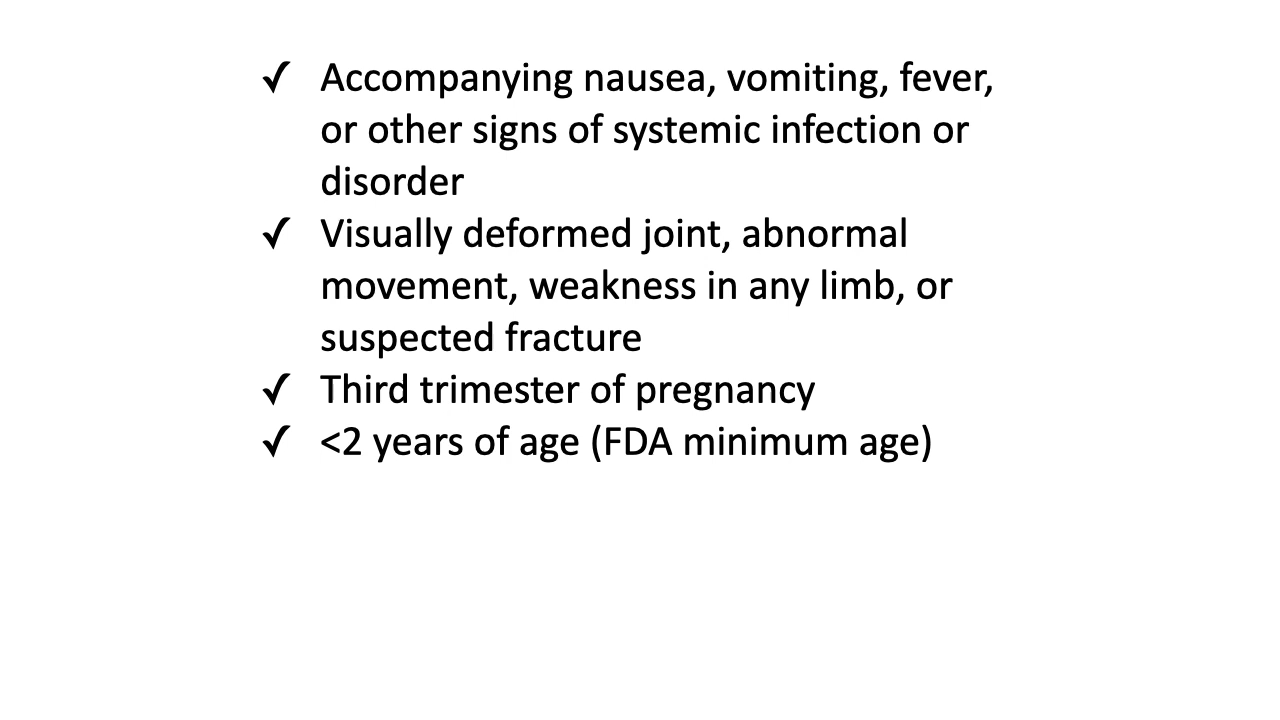 ✓ Accompanying nausea, vomiting, fever,
or other signs of systemic infection or
disorder
✓ Visually deformed joint, abnormal
movement, weakness in any limb, or
suspected fracture
✓ Third trimester of pregnancy
✓ <2 years of age (FDA minimum age)